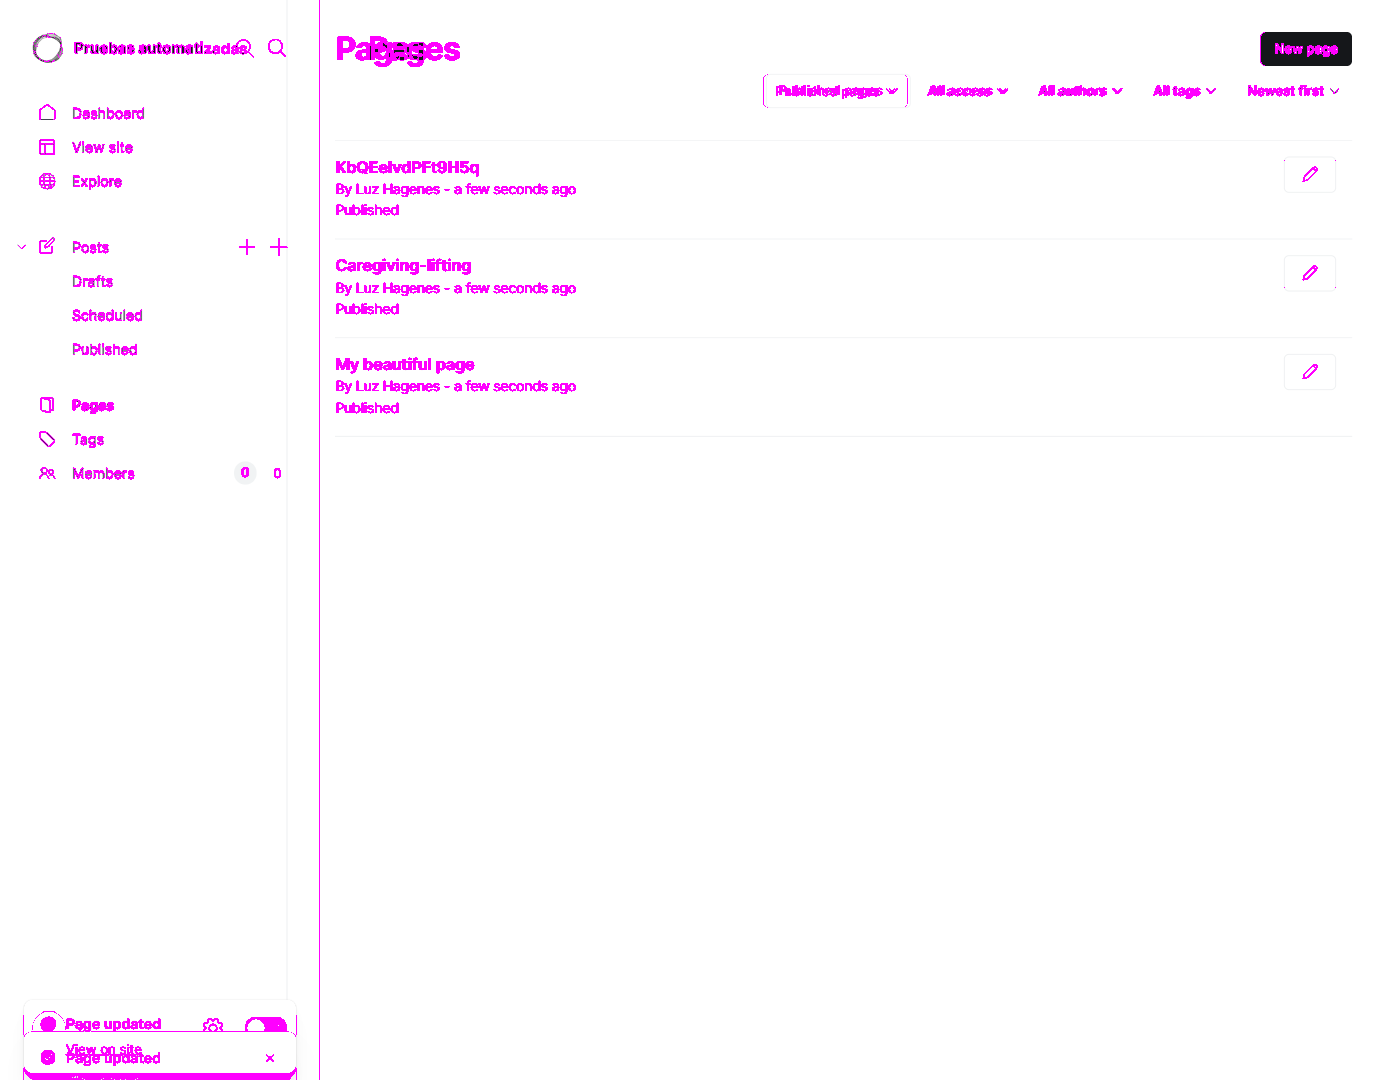 Pruebas automatizadas
Dashboard
View site
Explore
Posts
Drafts
Scheduled
Published
Pages
Tags
Members 0 0
Page updated
View on site
Page updated
Pages Pages
New page
Published pages
All access
All authors
All tags
Newest first
KbQEelvdPFt9H5q
By Luz Hagenes - a few seconds ago
Published
Caregiving-lifting
By Luz Hagenes - a few seconds ago
Published
My beautiful page
By Luz Hagenes - a few seconds ago
Published